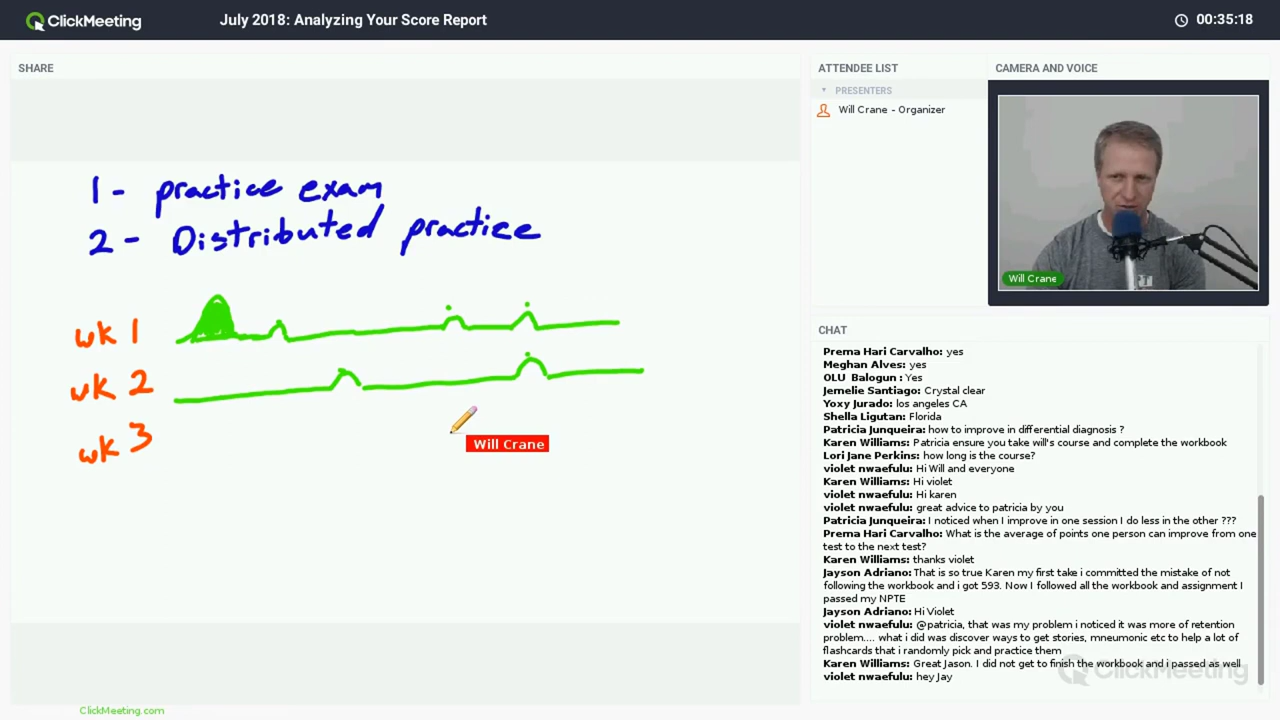 ClickMeeting
July 2018: Analyzing Your Score Report
00:35:18
SHARE
1 - practice exam
2 - Distributed practice
wk 1
wk 2
wk 3
Will Crane
ClickMeeting.com
ATTENDEE LIST
PRESENTERS
Will Crane - Organizer
CAMERA AND VOICE
Will Crane
CHAT
Prema Hari Carvalho: yes
Meghan Alves: yes
OLU Balogun : Yes
Jemelie Santiago: Crystal clear
Yoxy Jurado: los angeles CA
Shella Ligutan: Florida
Patricia Junqueira: how to improve in differential diagnosis ?
Karen Williams: Patricia ensure you take will's course and complete the workbook
Lori Jane Perkins: how long is the course?
violet nwaefulu: Hi Will and everyone
Karen Williams: Hi violet
violet nwaefulu: Hi karen
violet nwaefulu: great advice to patricia by you
Patricia Junqueira: I noticed when I improve in one session I do less in the other ???
Prema Hari Carvalho: What is the average of points one person can improve from one
test to the next test?
Karen Williams: thanks violet
Jayson Adriano: That is so true Karen my first take i committed the mistake of not
following the workbook and i got 593. Now I followed all the workbook and assignment I
passed my NPTE
Jayson Adriano: Hi Violet
violet nwaefulu: @patricia, that was my problem i noticed it was more of retention
problem.... what i did was discover ways to get stories, mneumonic etc to help a lot of
flashcards that i randomly pick and practice them
Karen Williams: Great Jason. I did not get to finish the workbook and i passed as well
violet nwaefulu: hey Jay
ClickMeeting